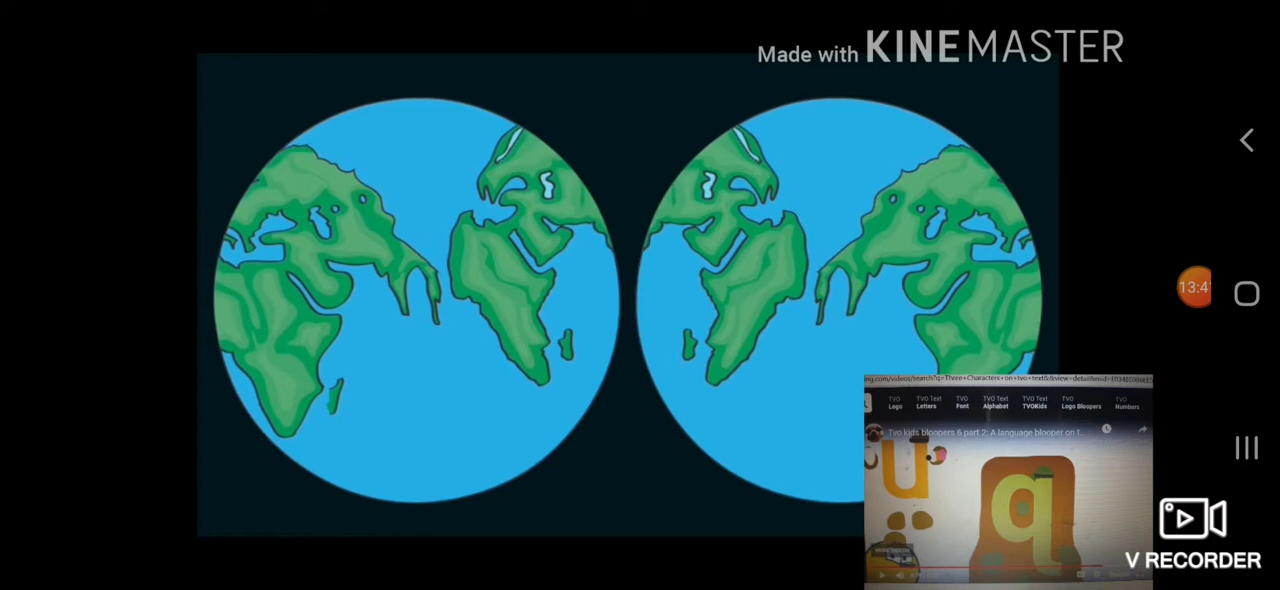 Made with KINEMASTER
13:4
TVO Logo
TVO Text Letters
TVO Font
TVO Text Alphabet
TVO Text TVOKids
TVO Logo Bloopers
TVO Numbers
Tvo kids bloopers 6 part 2: A language blooper on t...
u
q
V RECORDER